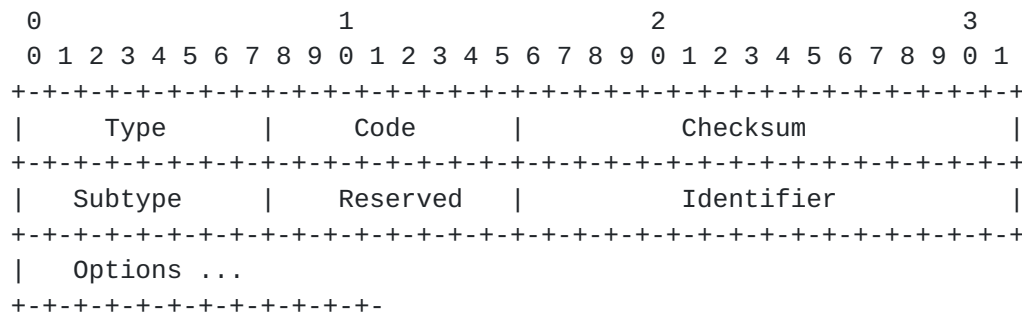 0                   1                   2                   3
 0 1 2 3 4 5 6 7 8 9 0 1 2 3 4 5 6 7 8 9 0 1 2 3 4 5 6 7 8 9 0 1
+-+-+-+-+-+-+-+-+-+-+-+-+-+-+-+-+-+-+-+-+-+-+-+-+-+-+-+-+-+-+-+-+
|     Type      |     Code      |          Checksum             |
+-+-+-+-+-+-+-+-+-+-+-+-+-+-+-+-+-+-+-+-+-+-+-+-+-+-+-+-+-+-+-+-+
|   Subtype     |    Reserved   |          Identifier           |
+-+-+-+-+-+-+-+-+-+-+-+-+-+-+-+-+-+-+-+-+-+-+-+-+-+-+-+-+-+-+-+-+
|   Options ...
+-+-+-+-+-+-+-+-+-+-+-+-